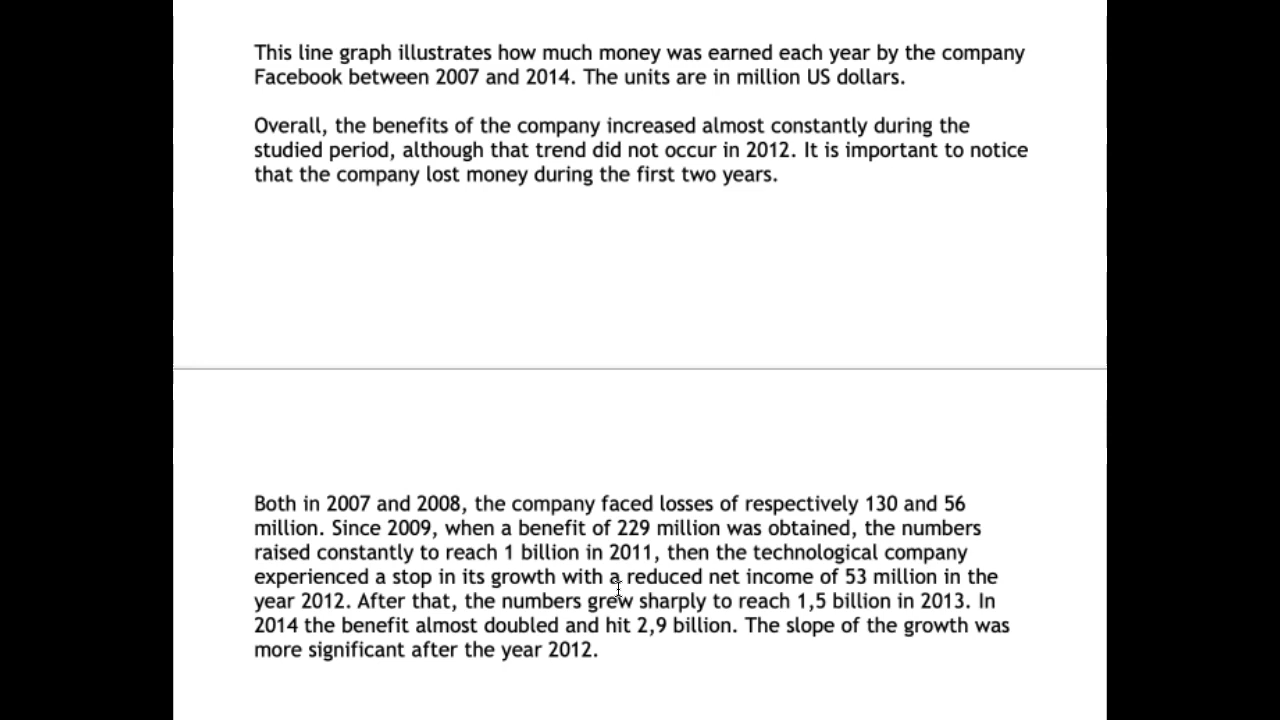 This line graph illustrates how much money was earned each year by the company
Facebook between 2007 and 2014. The units are in million US dollars.
Overall, the benefits of the company increased almost constantly during the
studied period, although that trend did not occur in 2012. It is important to notice
that the company lost money during the first two years.
Both in 2007 and 2008, the company faced losses of respectively 130 and 56
million. Since 2009, when a benefit of 229 million was obtained, the numbers
raised constantly to reach 1 billion in 2011, then the technological company
experienced a stop in its growth with a reduced net income of 53 million in the
year 2012. After that, the numbers grew sharply to reach 1,5 billion in 2013. In
2014 the benefit almost doubled and hit 2,9 billion. The slope of the growth was
more significant after the year 2012.